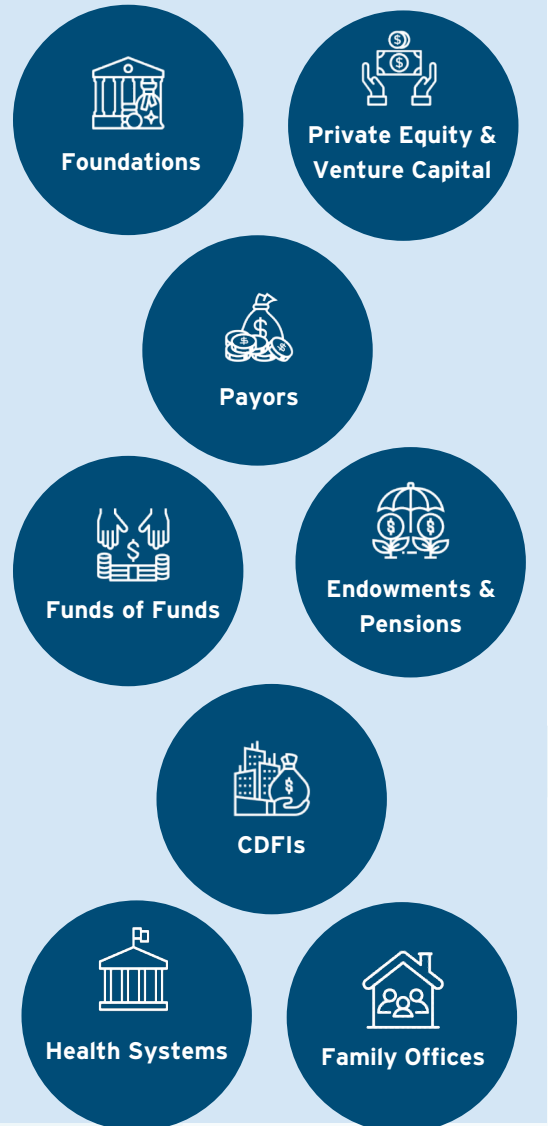 Foundations
Private Equity &
Venture Capital
Payors
Funds of Funds
Endowments &
Pensions
CDFIs
Health Systems
Family Offices